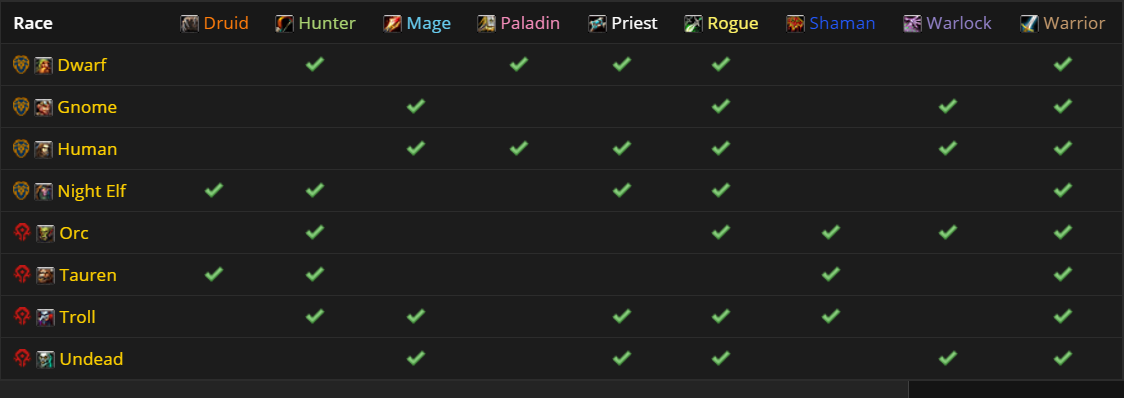 Race Druid Hunter Mage Paladin Priest Rogue Shaman Warlock Warrior
Dwarf
Gnome
Human
Night Elf
Orc
Tauren
Troll
Undead